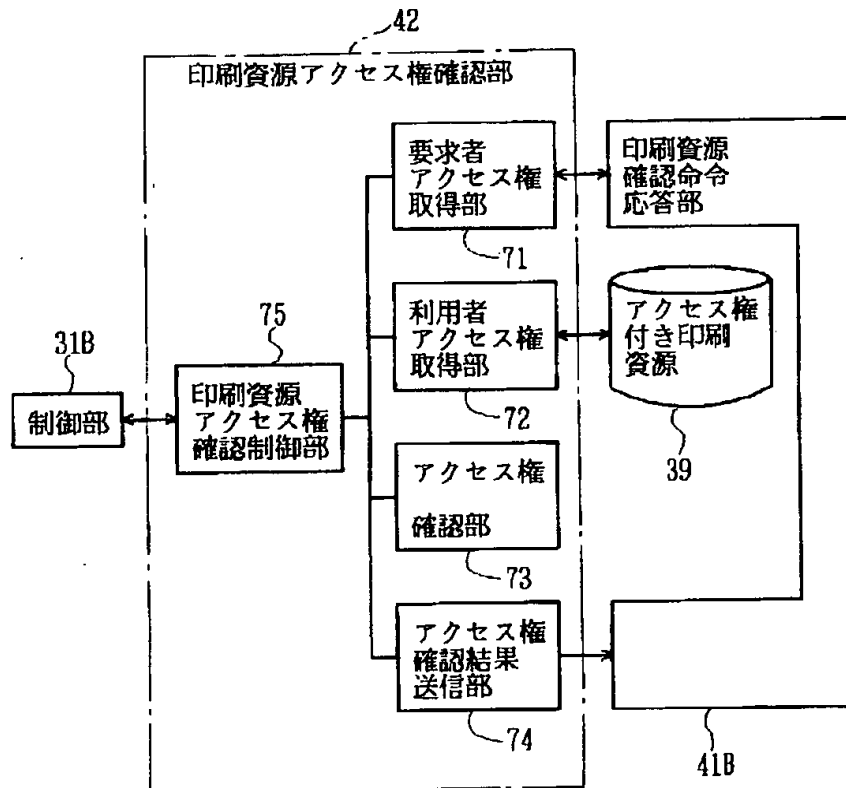 42
印刷資源アクセス権確認部
要求者
アクセス権
取得部
71
印刷資源
確認命令
応答部
利用者
アクセス権
取得部
72
アクセス権
付き印刷
資源
39
31B
制御部
75
印刷資源
アクセス権
確認制御部
アクセス権
確認部
73
アクセス権
確認結果
送信部
74
41B